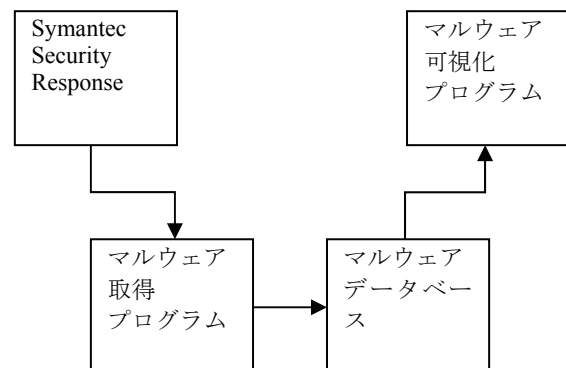 Symantec
Security
Response
マルウェア
可視化
プログラム
マルウェア
取得
プログラム
マルウェア
データベー
ス